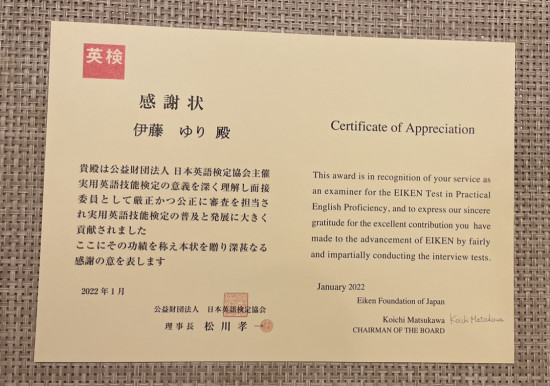 英検
感謝状
伊藤 ゆり 殿
貴殿は公益財団法人 日本英語検定協会主催
実用英語技能検定の意義を深く理解し面接
委員として厳正かつ公正に審査を担当さ
れ実用英語技能検定の普及と発展に大きく
貢献されました
ここにその功績を称え本状を贈り深甚なる
感謝の意を表します
2022年1月
公益財団法人 日本英語検定協会
理事長 松川孝一
Certificate of Appreciation
This award is in recognition of your service as
an examiner for the EIKEN Test in Practical
English Proficiency, and to express our sincere
gratitude for the excellent contribution you have
made to the advancement of EIKEN by fairly
and impartially conducting the interview tests.
January 2022
Eiken Foundation of Japan
Koichi Matsukawa Koichi Matsukawa
CHAIRMAN OF THE BOARD